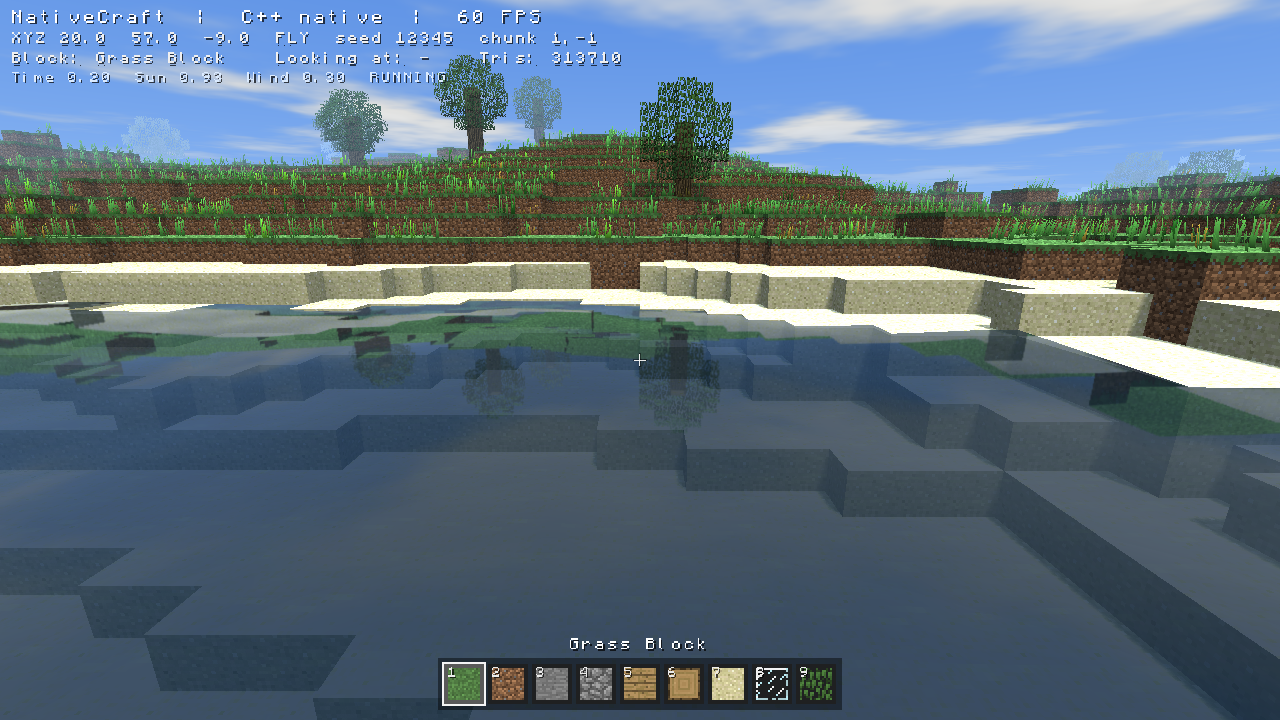 NativeCraft | C++ native | 60 FPS
XYZ 20.0 57.0 -9.0 FLY seed 12345 chunk 1,-1
Block: Grass Block Looking at: - Tris: 313710
Time 0.20 Sun 0.93 Wind 0.39 RUNNING
Grass Block
1 2 3 4 5 6 7 8 9